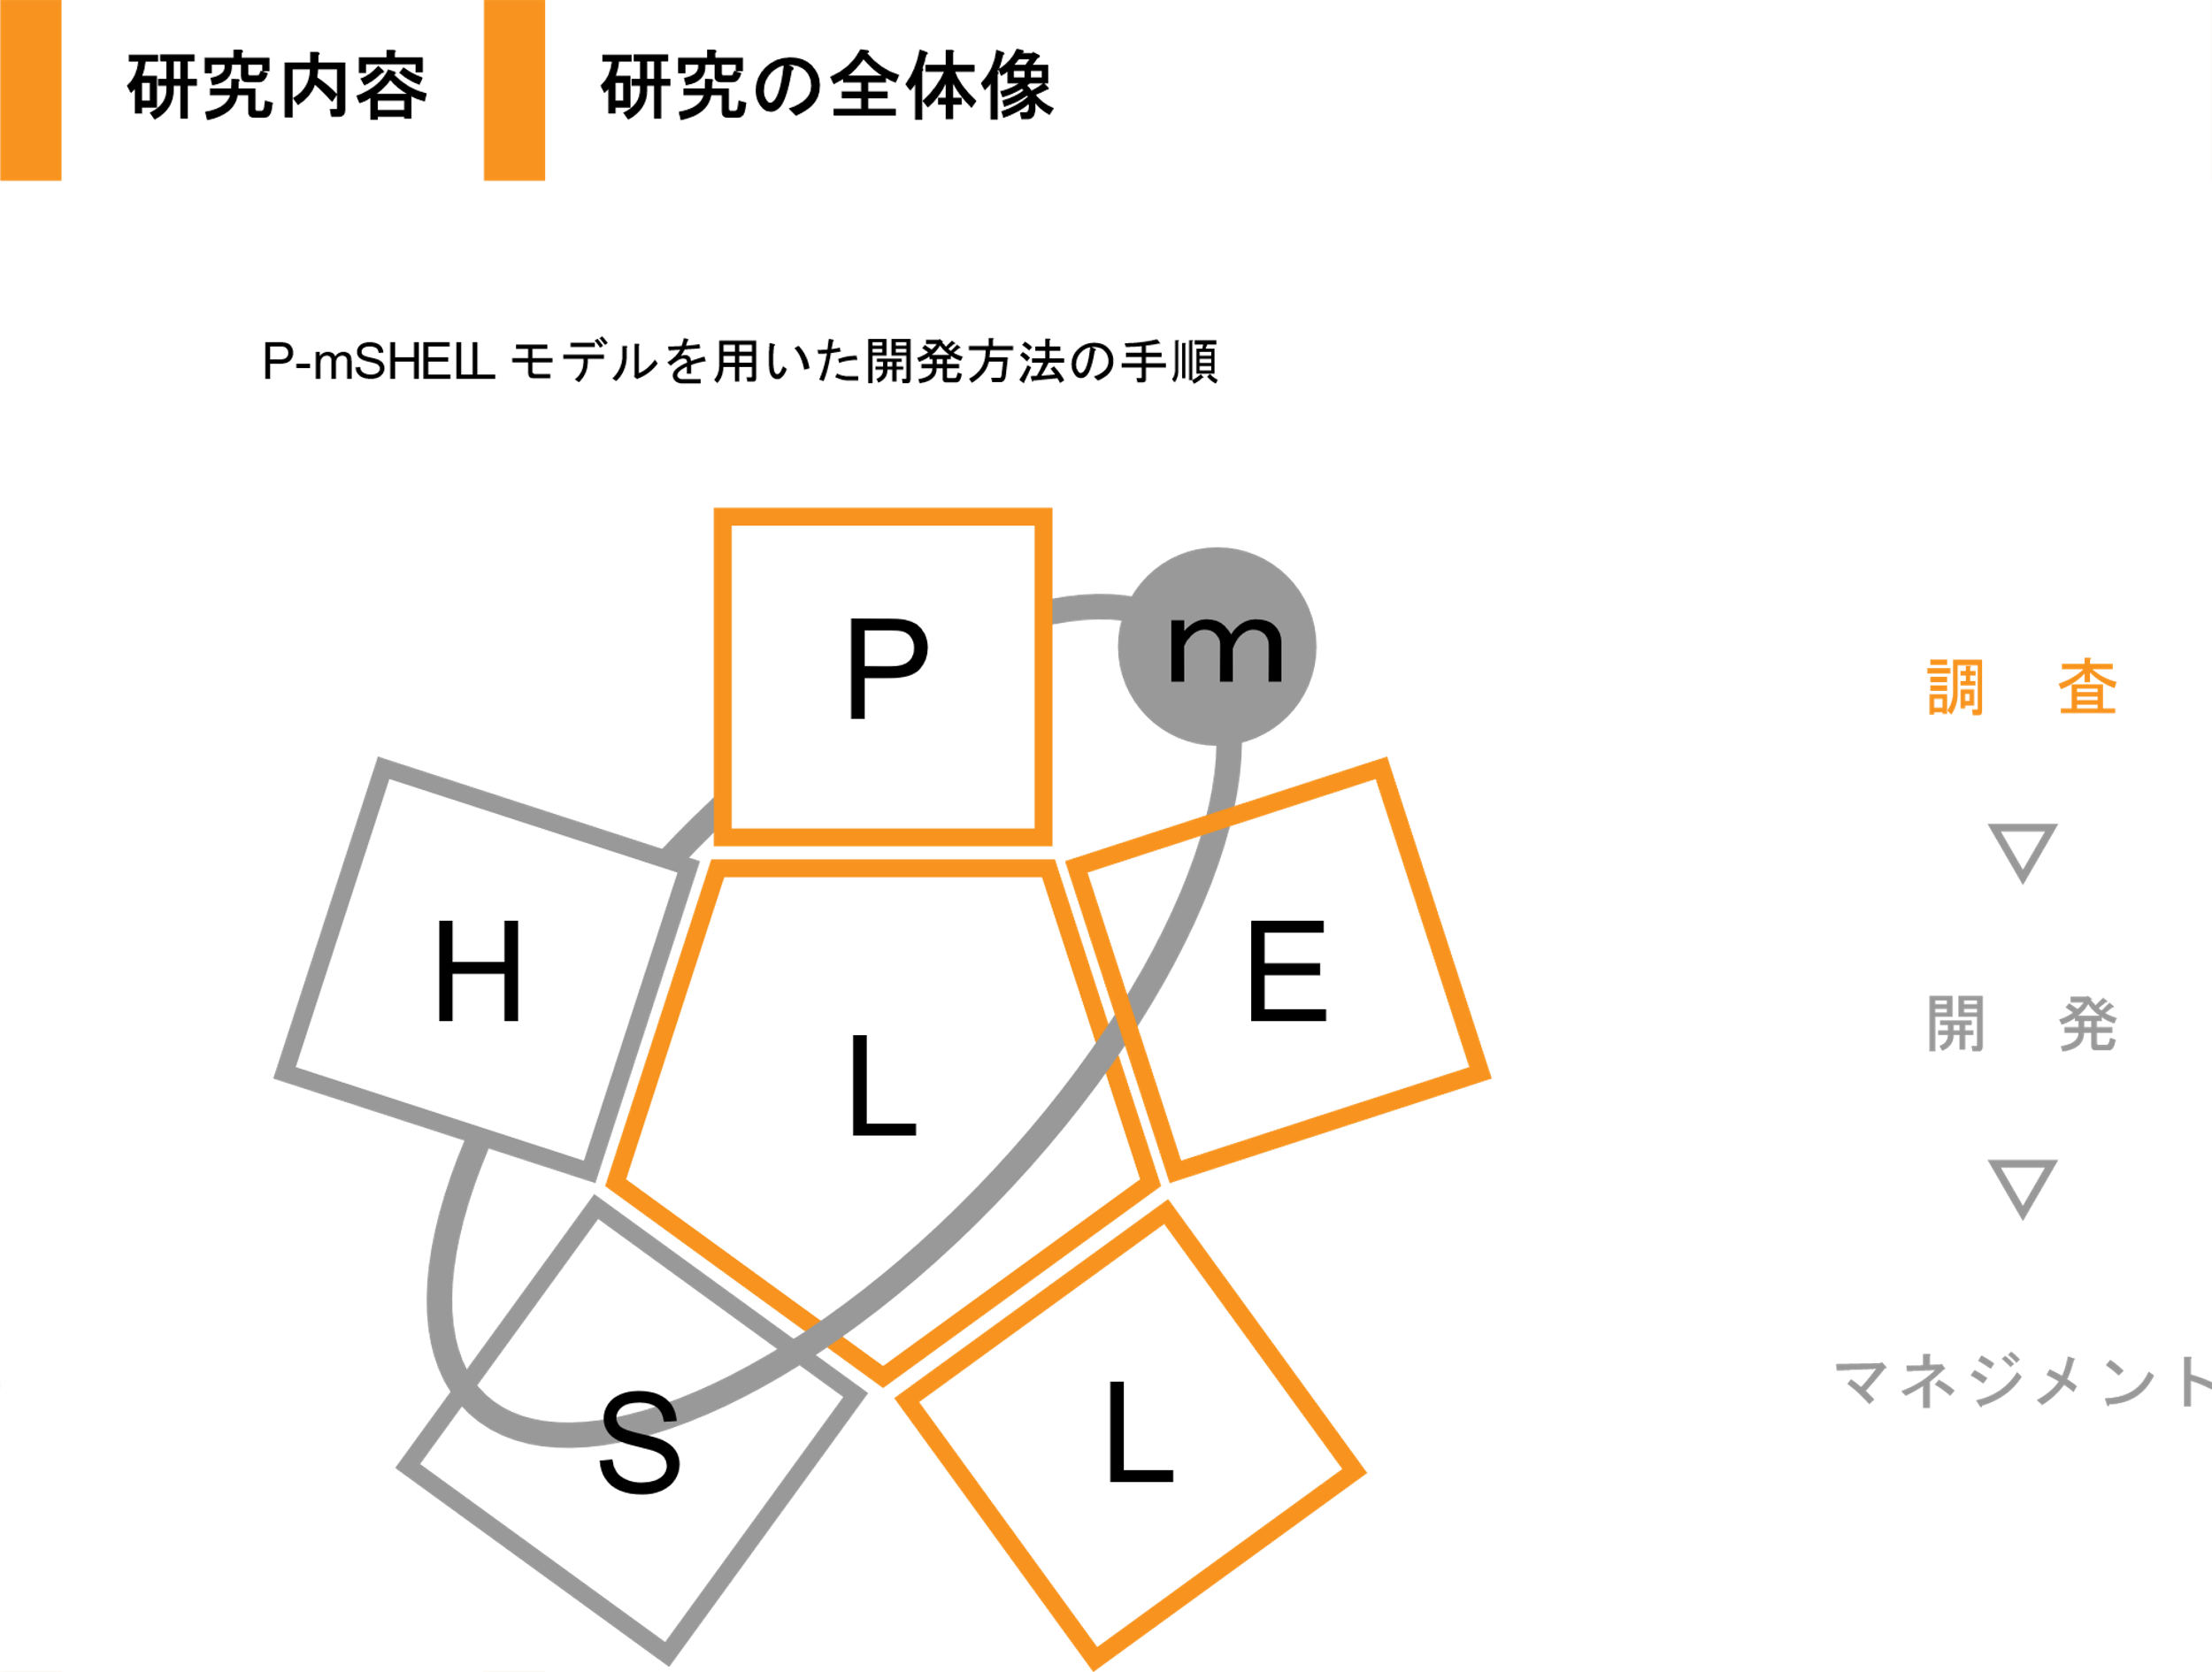 研究内容 研究の全体像
P-mSHELL モデルを用いた開発方法の手順
P
m
調 査
H
E
L
開 発
マネジメント
S
L